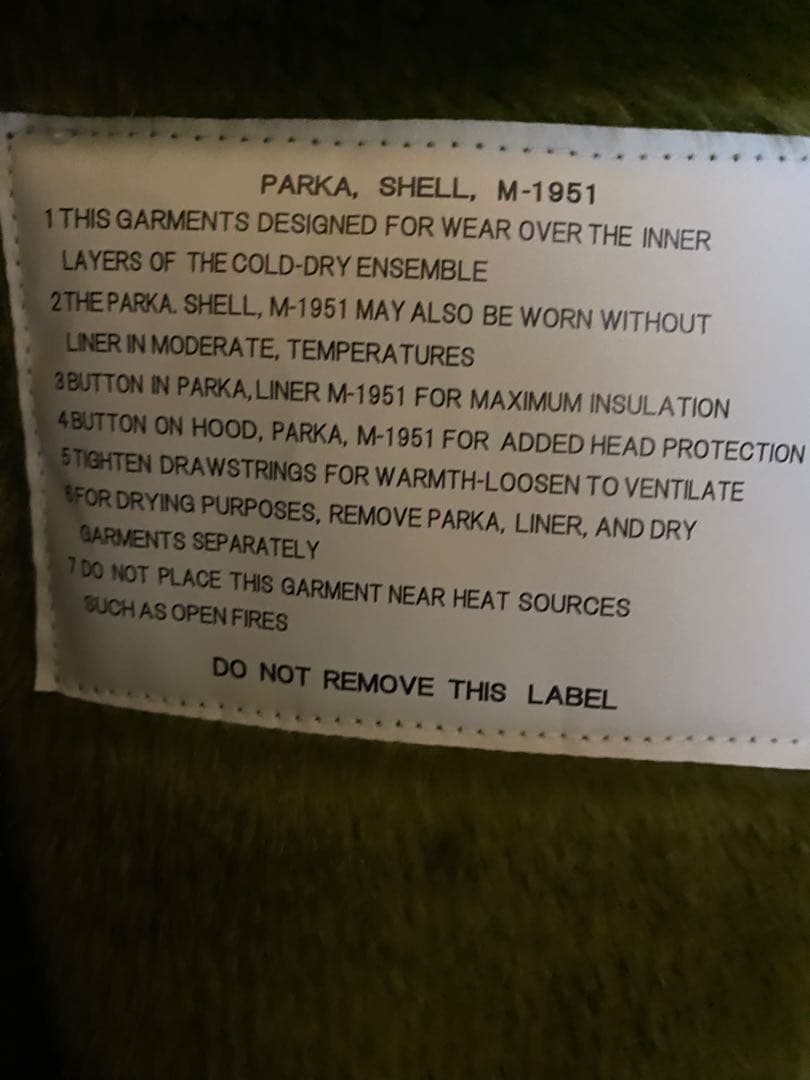 PARKA, SHELL, M-1951
1 THIS GARMENTS DESIGNED FOR WEAR OVER THE INNER
LAYERS OF THE COLD-DRY ENSEMBLE
2 THE PARKA. SHELL, M-1951 MAY ALSO BE WORN WITHOUT
LINER IN MODERATE, TEMPERATURES
3 BUTTON IN PARKA, LINER M-1951 FOR MAXIMUM INSULATION
4 BUTTON ON HOOD, PARKA, M-1951 FOR ADDED HEAD PROTECTION
5 TIGHTEN DRAWSTRINGS FOR WARMTH-LOOSEN TO VENTILATE
6 FOR DRYING PURPOSES, REMOVE PARKA, LINER, AND DRY
GARMENTS SEPARATELY
7 DO NOT PLACE THIS GARMENT NEAR HEAT SOURCES
SUCH AS OPEN FIRES
DO NOT REMOVE THIS LABEL